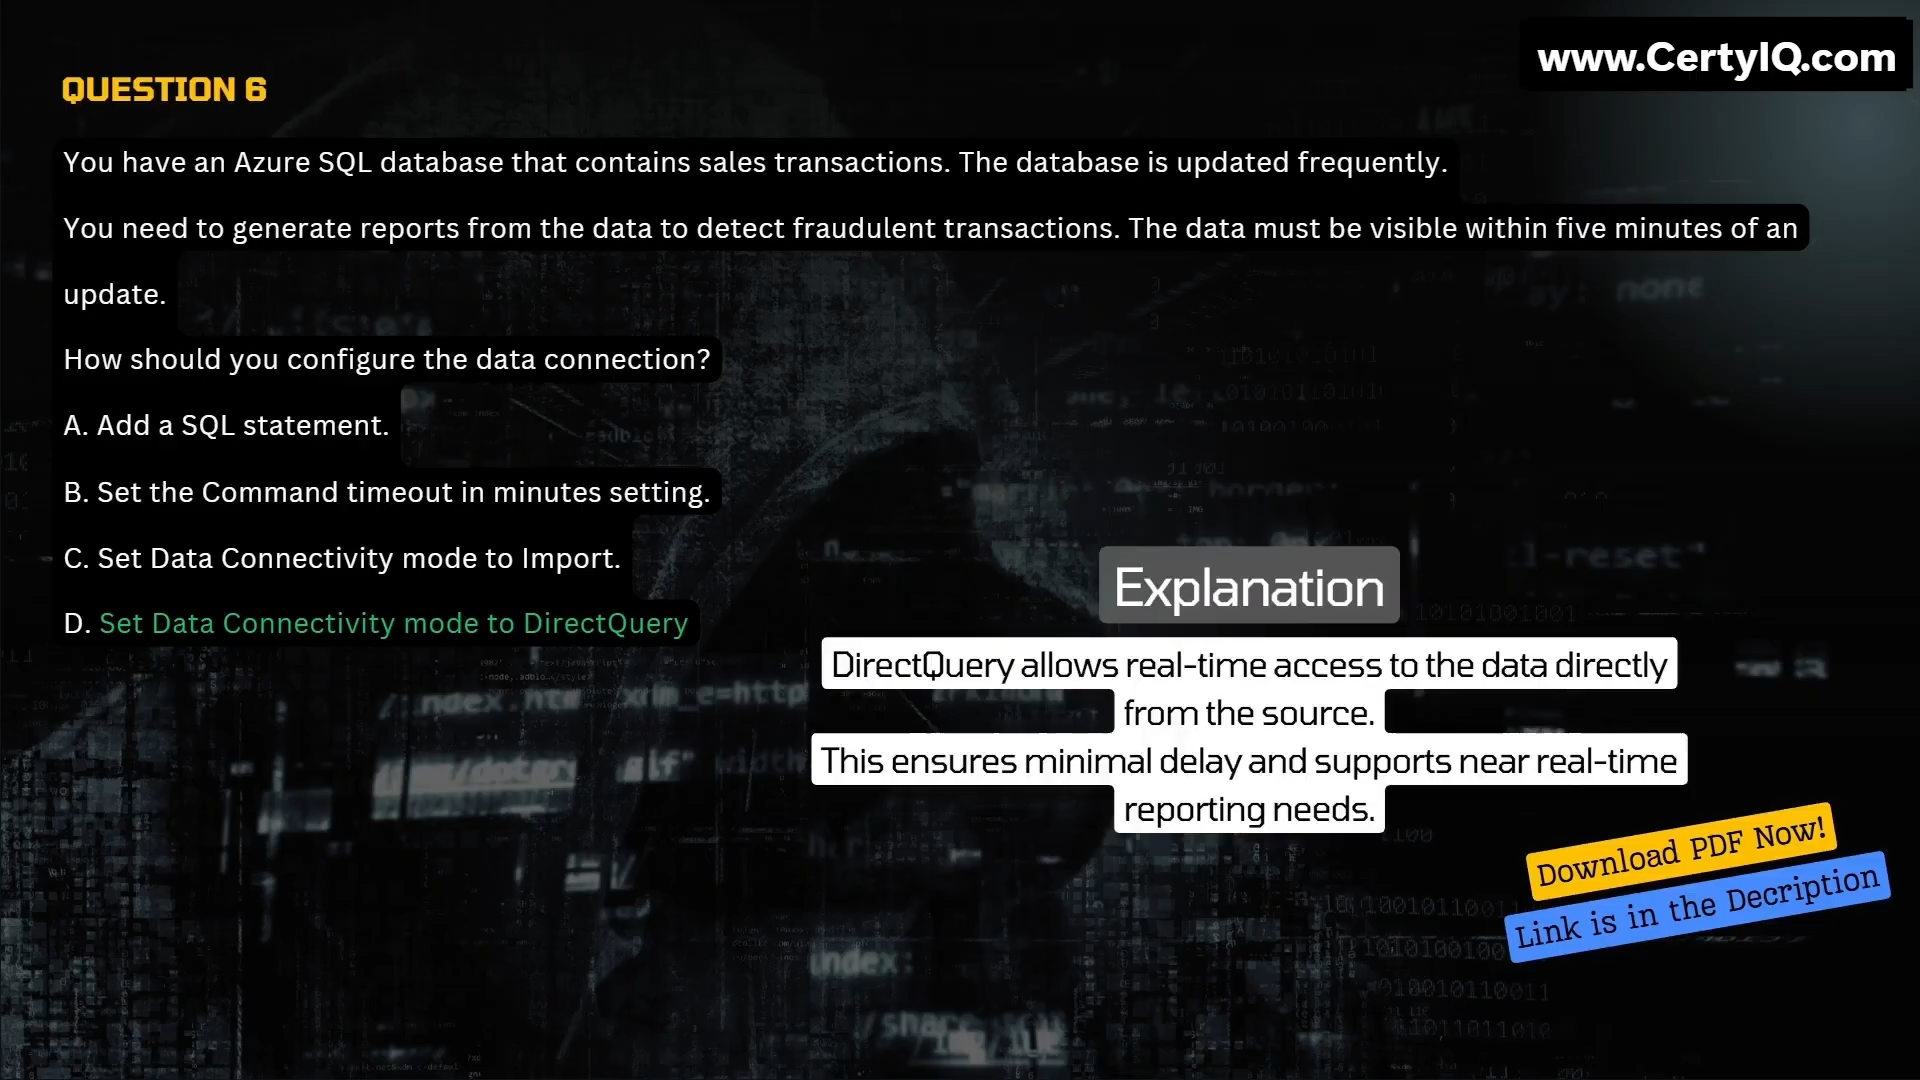 www.CertyIQ.com
QUESTION 6
You have an Azure SQL database that contains sales transactions. The database is updated frequently.
You need to generate reports from the data to detect fraudulent transactions. The data must be visible within five minutes of an
update.
How should you configure the data connection?
A. Add a SQL statement.
B. Set the Command timeout in minutes setting.
C. Set Data Connectivity mode to Import.
D. Set Data Connectivity mode to DirectQuery
Explanation
DirectQuery allows real-time access to the data directly
from the source.
This ensures minimal delay and supports near real-time
reporting needs.
Download PDF Now!
Link is in the Decription